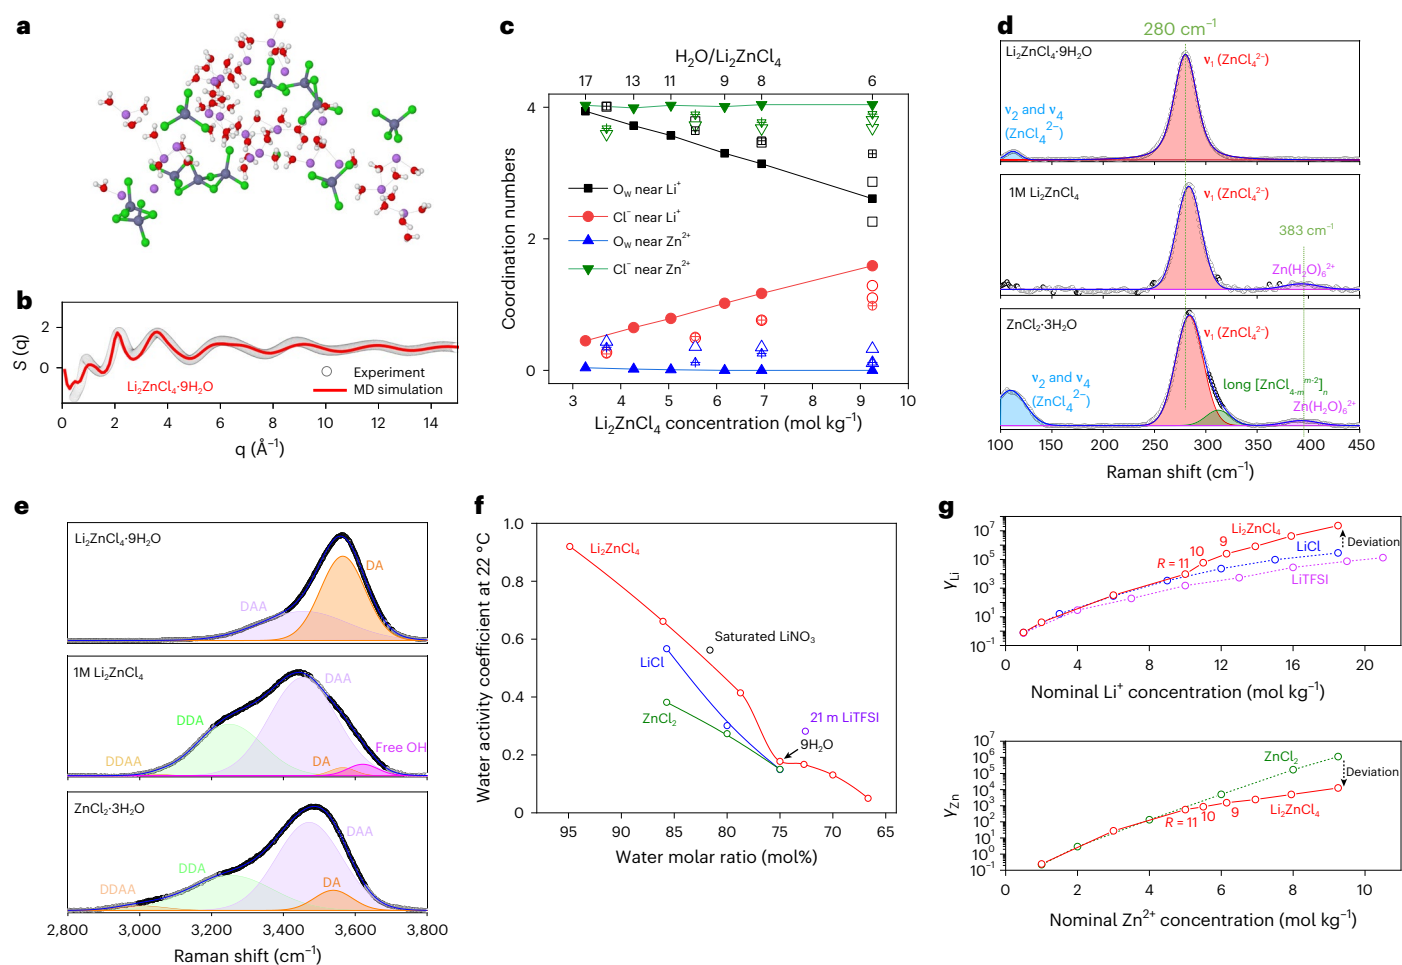 a
b
S (q)
2
0
Li₂ZnCl₄·9H₂O
Experiment
MD simulation
0 2 4 6 8 10 12 14
q (Å⁻¹)
c
H₂O/Li₂ZnCl₄
17 13 11 9 8 6
Coordination numbers
4
2
0
O_w near Li⁺
Cl⁻ near Li⁺
O_w near Zn²⁺
Cl⁻ near Zn²⁺
3 4 5 6 7 8 9 10
Li₂ZnCl₄ concentration (mol kg⁻¹)
d
280 cm⁻¹
Li₂ZnCl₄·9H₂O
ν₁ (ZnCl₄²⁻)
ν₂ and ν₄
(ZnCl₄²⁻)
1M Li₂ZnCl₄
ν₁ (ZnCl₄²⁻)
383 cm⁻¹
Zn(H₂O)₆²⁺
ZnCl₂·3H₂O
ν₁ (ZnCl₄²⁻)
ν₂ and ν₄
(ZnCl₄²⁻)
long [ZnCl₄₋ₘᵐ⁻²]ₙ
Zn(H₂O)₆²⁺
100 150 200 250 300 350 400 450
Raman shift (cm⁻¹)
e
Li₂ZnCl₄·9H₂O
DA
DAA
1M Li₂ZnCl₄
DAA
DDA
Free OH
DDAA
DA
ZnCl₂·3H₂O
DAA
DDA
DDAA
DA
2,800 3,000 3,200 3,400 3,600 3,800
Raman shift (cm⁻¹)
f
Water activity coefficient at 22 °C
1.0
0.8
0.6
0.4
0.2
0
Li₂ZnCl₄
Saturated LiNO₃
LiCl
ZnCl₂
21 m LiTFSI
9H₂O
95 90 85 80 75 70 65
Water molar ratio (mol%)
g
γ_Li
10⁷
10⁵
10³
10¹
10⁻¹
Li₂ZnCl₄
9
10
R = 11
LiCl
Deviation
LiTFSI
0 4 8 12 16 20
Nominal Li⁺ concentration (mol kg⁻¹)
γ_Zn
10⁷
10⁶
10⁵
10⁴
10³
10²
10¹
10⁰
10⁻¹
ZnCl₂
Deviation
Li₂ZnCl₄
R = 11 10 9
0 2 4 6 8 10
Nominal Zn²⁺ concentration (mol kg⁻¹)